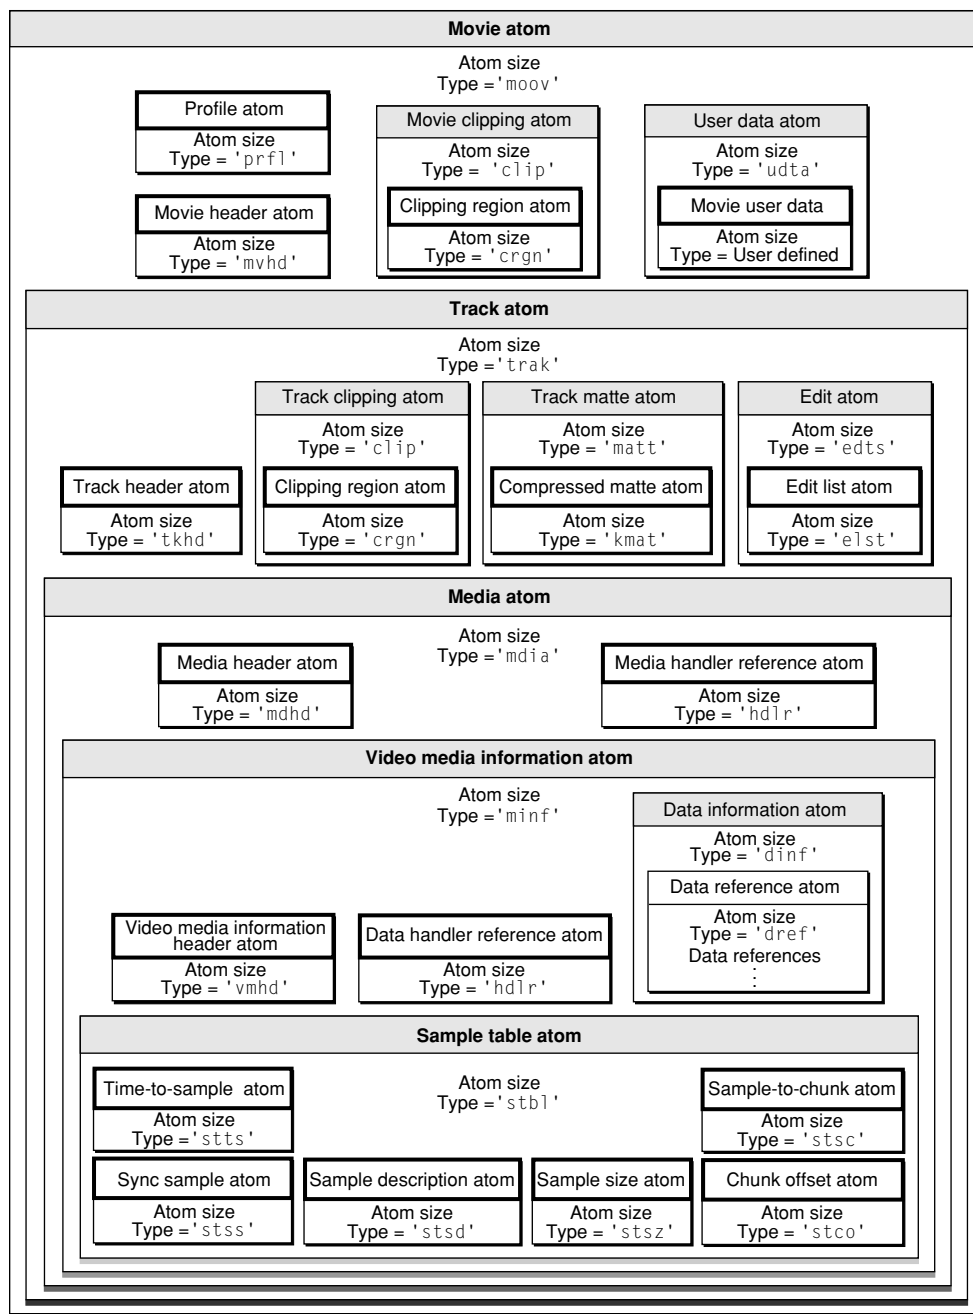 Movie atom
Atom size
Type ='moov'
Profile atom
Atom size
Type = 'prfl'
Movie header atom
Atom size
Type = 'mvhd'
Movie clipping atom
Atom size
Type = 'clip'
Clipping region atom
Atom size
Type = 'crgn'
User data atom
Atom size
Type = 'udta'
Movie user data
Atom size
Type = User defined
Track atom
Atom size
Type ='trak'
Track header atom
Atom size
Type = 'tkhd'
Track clipping atom
Atom size
Type = 'clip'
Clipping region atom
Atom size
Type = 'crgn'
Track matte atom
Atom size
Type = 'matt'
Compressed matte atom
Atom size
Type = 'kmat'
Edit atom
Atom size
Type = 'edts'
Edit list atom
Atom size
Type = 'elst'
Media atom
Atom size
Type ='mdia'
Media header atom
Atom size
Type = 'mdhd'
Media handler reference atom
Atom size
Type = 'hdlr'
Video media information atom
Atom size
Type ='minf'
Data information atom
Atom size
Type = 'dinf'
Data reference atom
Atom size
Type = 'dref'
Data references
⋮
Video media information
header atom
Atom size
Type = 'vmhd'
Data handler reference atom
Atom size
Type = 'hdlr'
Sample table atom
Atom size
Type ='stbl'
Time-to-sample atom
Atom size
Type ='stts'
Sample-to-chunk atom
Atom size
Type ='stsc'
Sync sample atom
Atom size
Type = 'stss'
Sample description atom
Atom size
Type = 'stsd'
Sample size atom
Atom size
Type = 'stsz'
Chunk offset atom
Atom size
Type = 'stco'